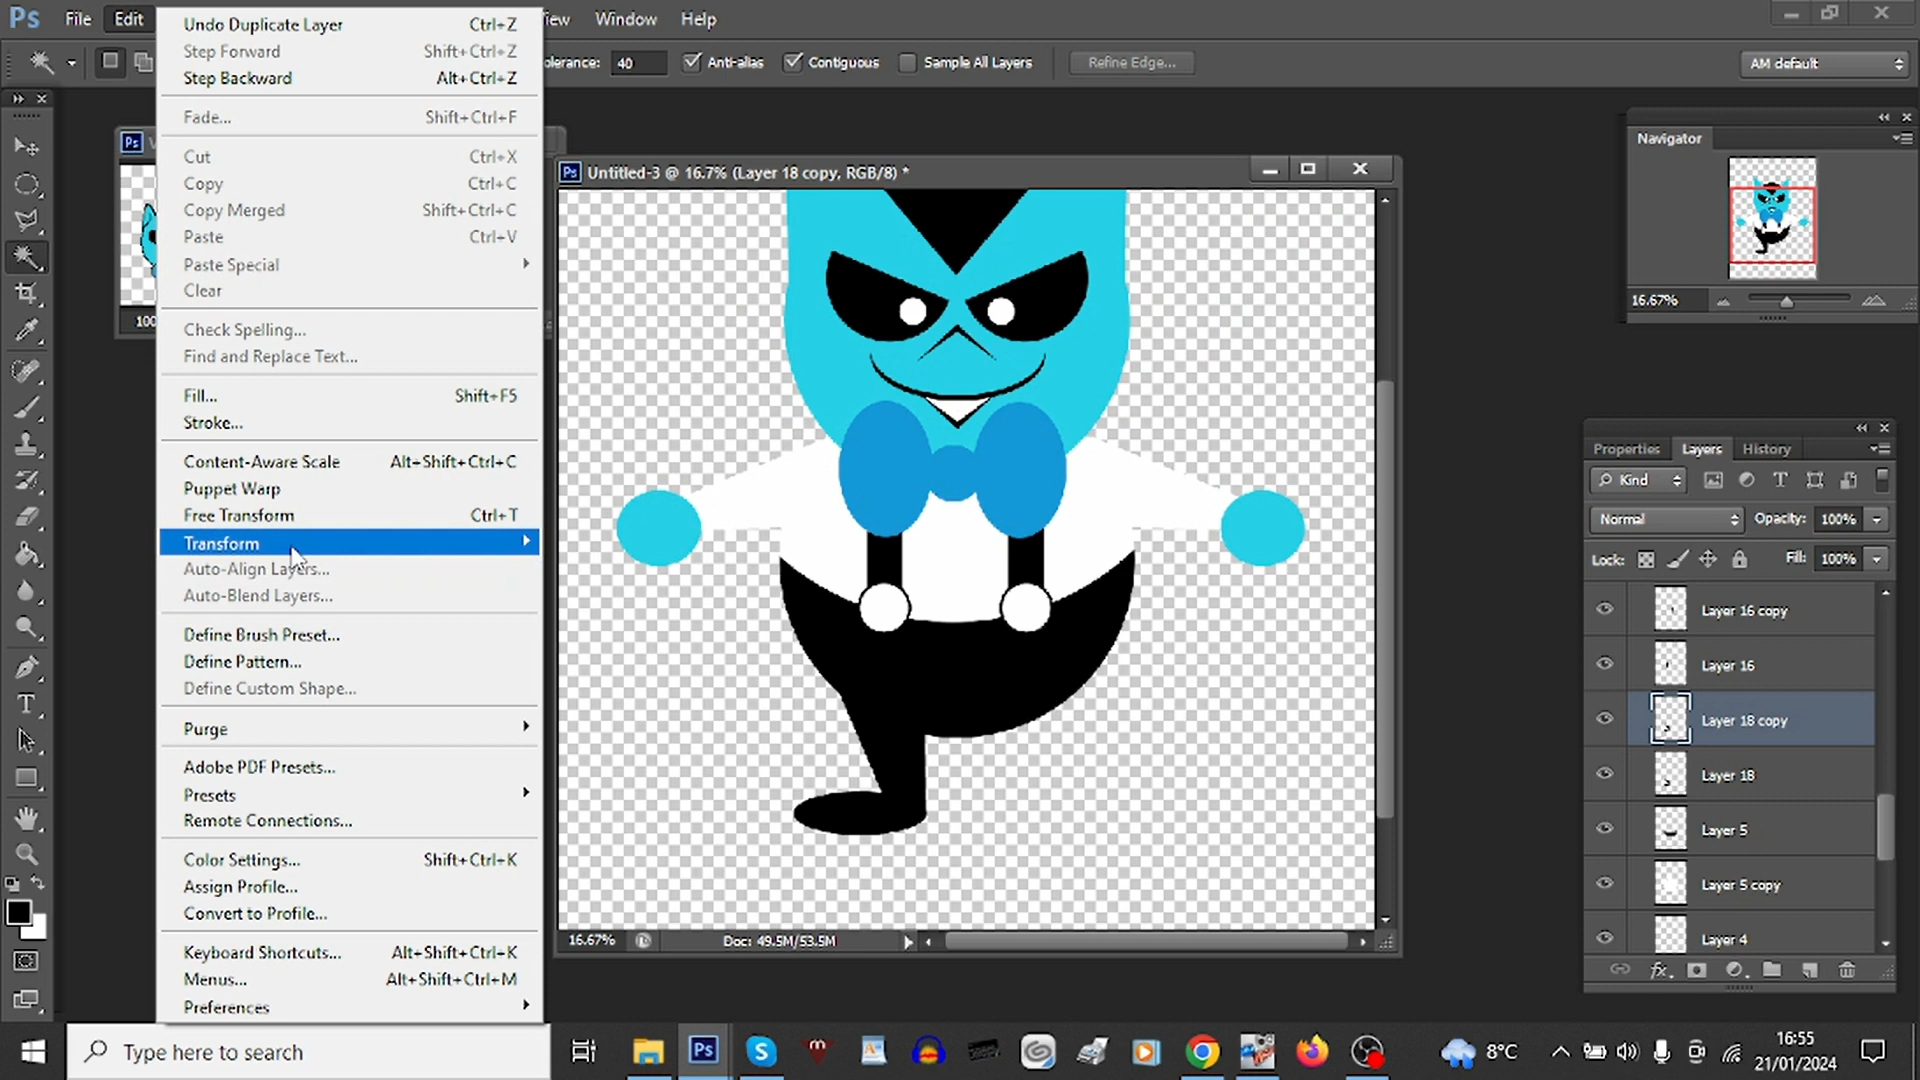 Ps File Edit View Window Help
Undo Duplicate Layer Ctrl+Z
Step Forward Shift+Ctrl+Z
Step Backward Alt+Ctrl+Z
Fade... Shift+Ctrl+F
Cut Ctrl+X
Copy Ctrl+C
Copy Merged Shift+Ctrl+C
Paste Ctrl+V
Paste Special
Clear
Check Spelling...
Find and Replace Text...
Fill... Shift+F5
Stroke...
Content-Aware Scale Alt+Shift+Ctrl+C
Puppet Warp
Free Transform Ctrl+T
Transform
Auto-Align Layers...
Auto-Blend Layers...
Define Brush Preset...
Define Pattern...
Define Custom Shape...
Purge
Adobe PDF Presets...
Presets
Remote Connections...
Color Settings... Shift+Ctrl+K
Assign Profile...
Convert to Profile...
Keyboard Shortcuts... Alt+Shift+Ctrl+K
Menus... Alt+Shift+Ctrl+M
Preferences
olerance: 40 Anti-alias Contiguous Sample All Layers Refine Edge... AM default
Ps
100
Ps Untitled-3 @ 16.7% (Layer 18 copy, RGB/8) *
16.67% Doc: 49.5M/53.5M
Navigator
16.67%
Properties Layers History
Kind
Normal Opacity: 100%
Lock: Fill: 100%
Layer 16 copy
Layer 16
Layer 18 copy
Layer 18
Layer 5
Layer 5 copy
Layer 4
Type here to search
Ps
8°C
16:55
21/01/2024